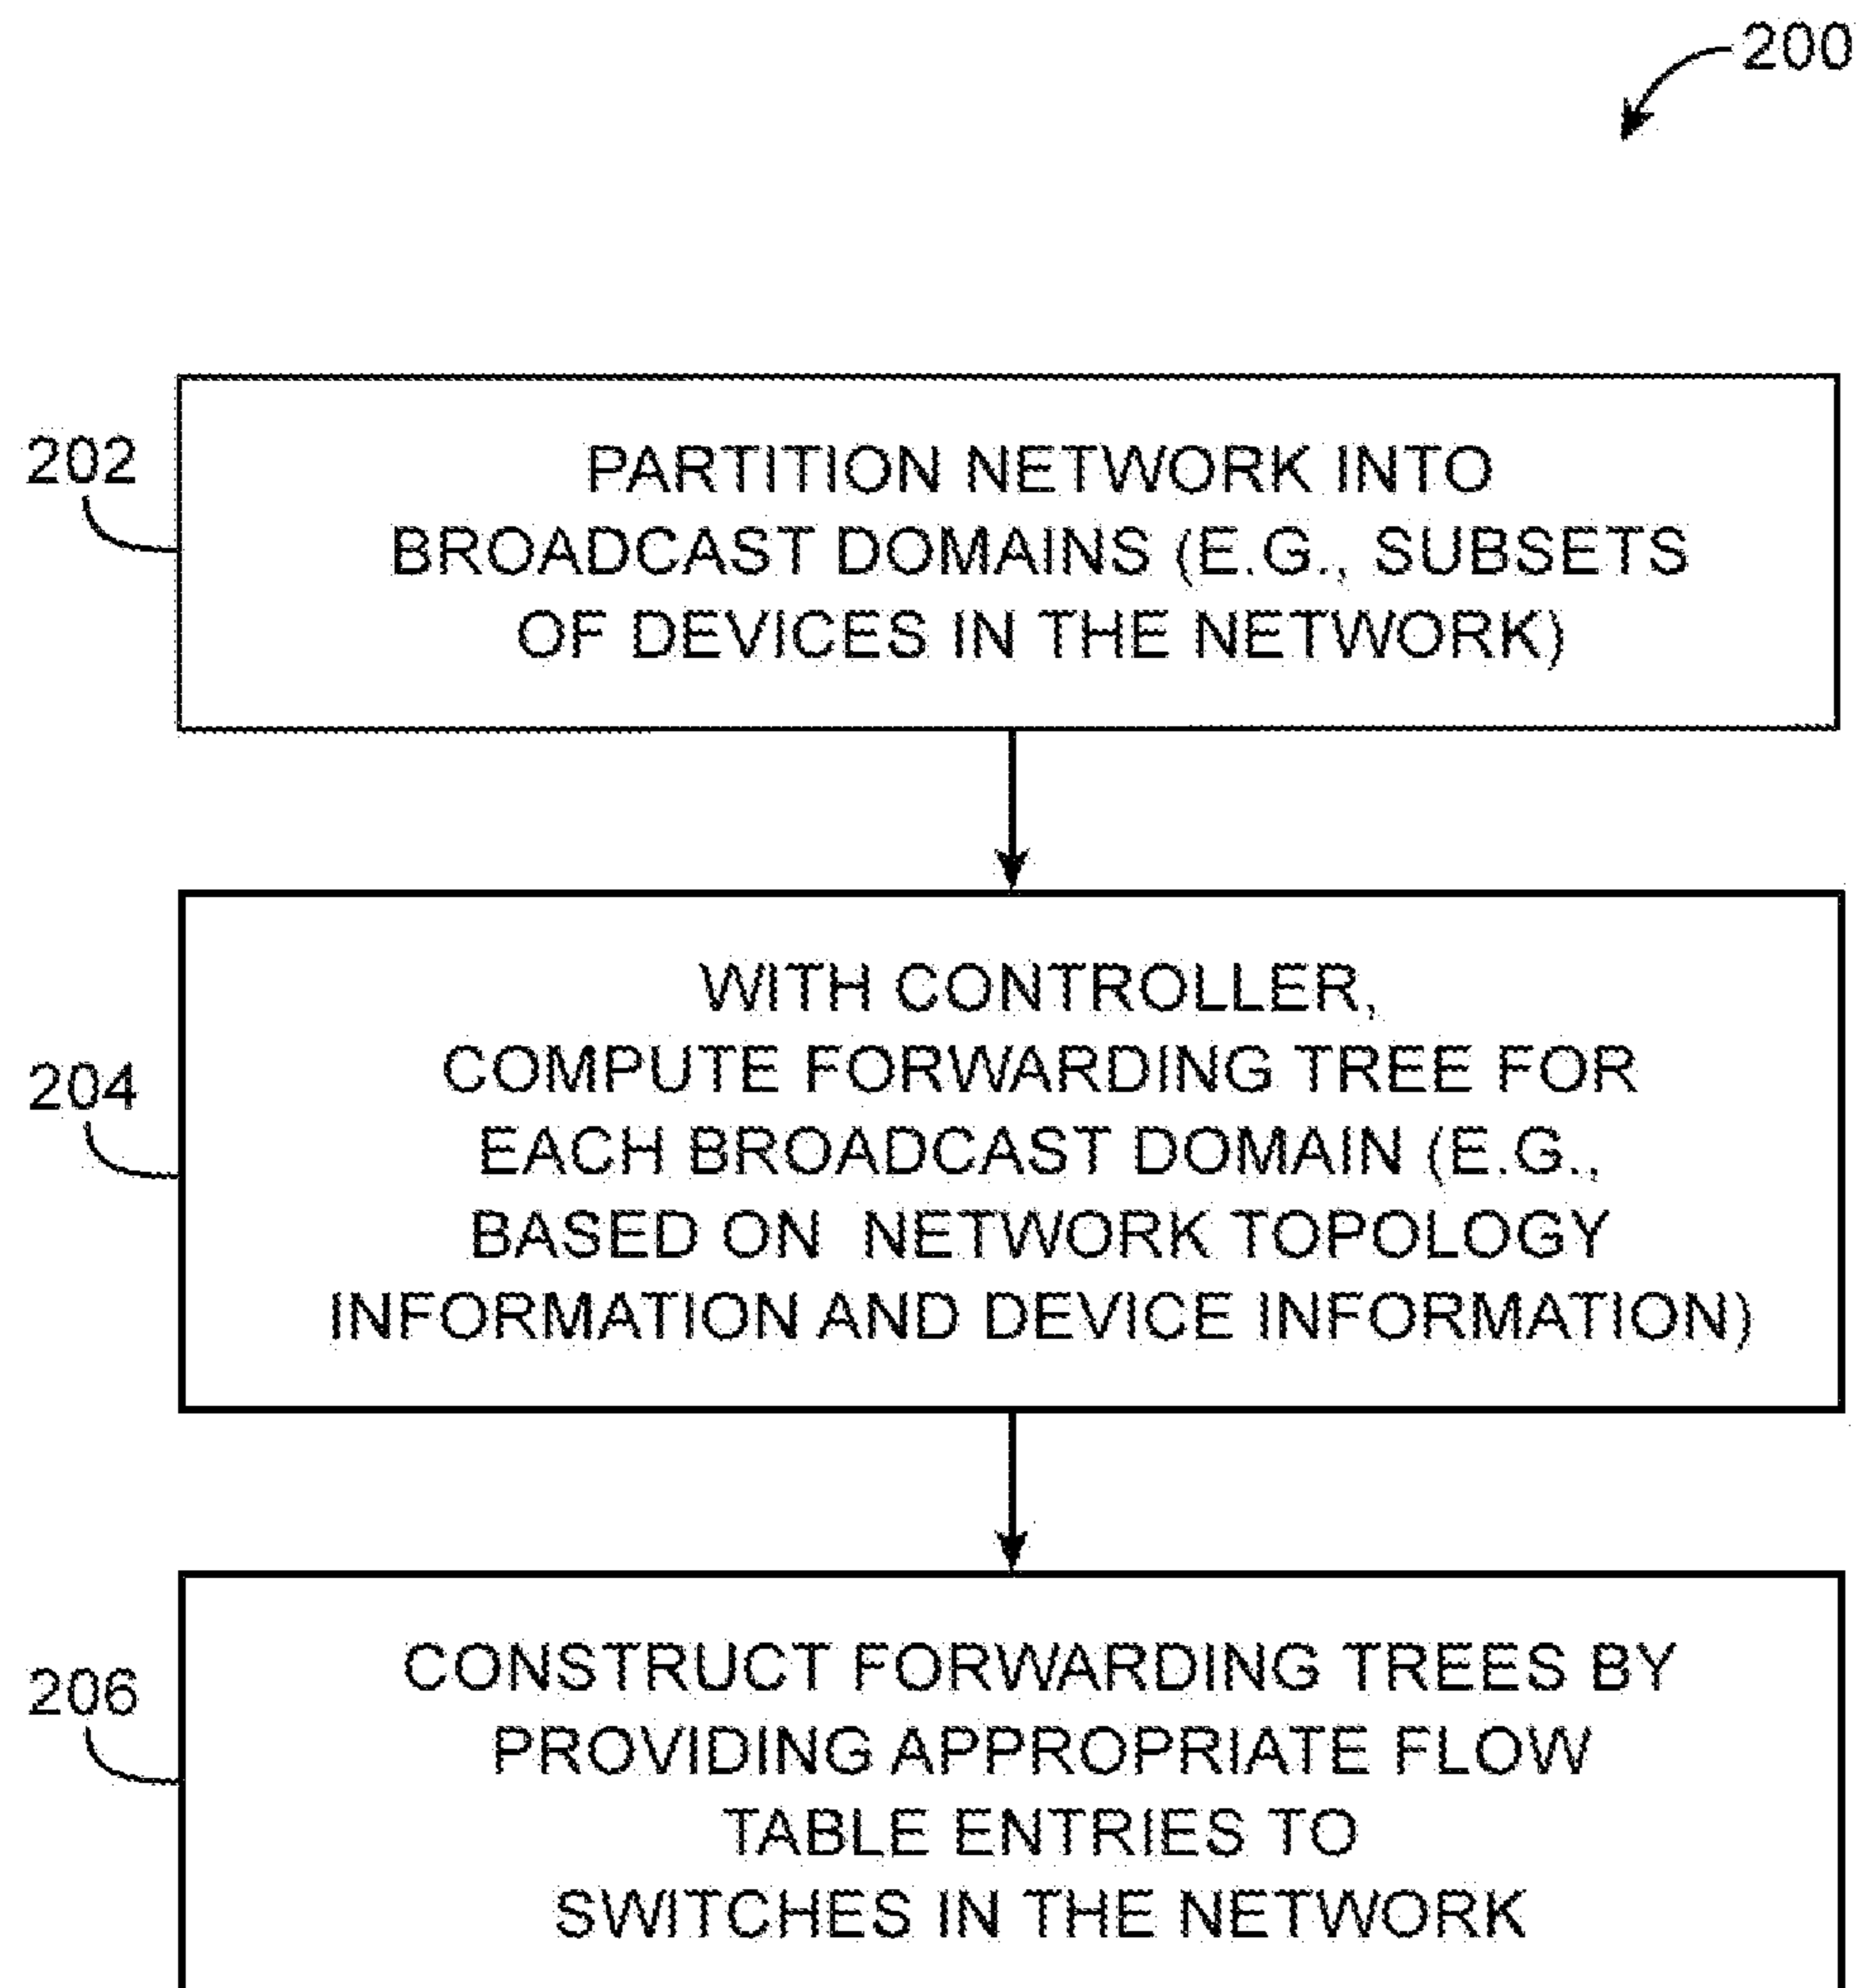 200
202
PARTITION NETWORK INTO
BROADCAST DOMAINS (E.G., SUBSETS
OF DEVICES IN THE NETWORK)
204
WITH CONTROLLER,
COMPUTE FORWARDING TREE FOR
EACH BROADCAST DOMAIN (E.G.,
BASED ON NETWORK TOPOLOGY
INFORMATION AND DEVICE INFORMATION)
206
CONSTRUCT FORWARDING TREES BY
PROVIDING APPROPRIATE FLOW
TABLE ENTRIES TO
SWITCHES IN THE NETWORK